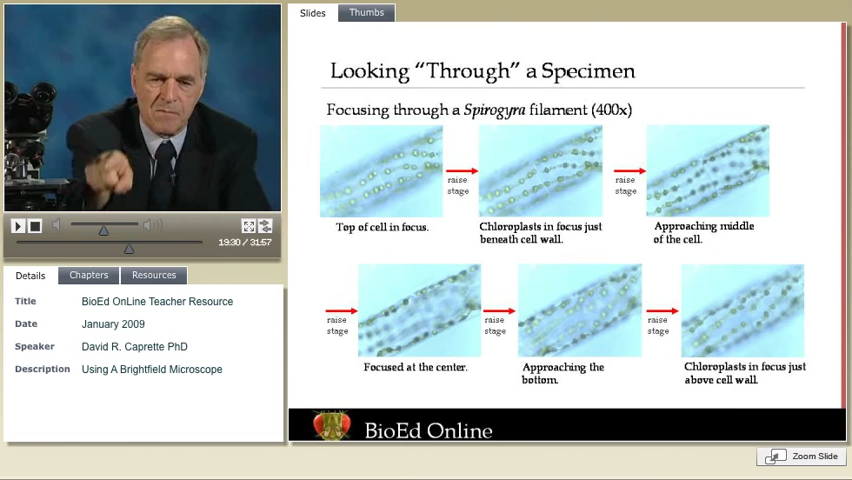 Slides
Thumbs
Looking “Through” a Specimen
Focusing through a Spirogyra filament (400x)
raise
stage
raise
stage
Top of cell in focus.
Chloroplasts in focus just
beneath cell wall.
Approaching middle
of the cell.
19:30 / 31:57
Details
Chapters
Resources
Title
BioEd OnLine Teacher Resource
Date
January 2009
Speaker
David R. Caprette PhD
Description
Using A Brightfield Microscope
raise
stage
raise
stage
raise
stage
Focused at the center.
Approaching the
bottom.
Chloroplasts in focus just
above cell wall.
BioEd Online
Zoom Slide